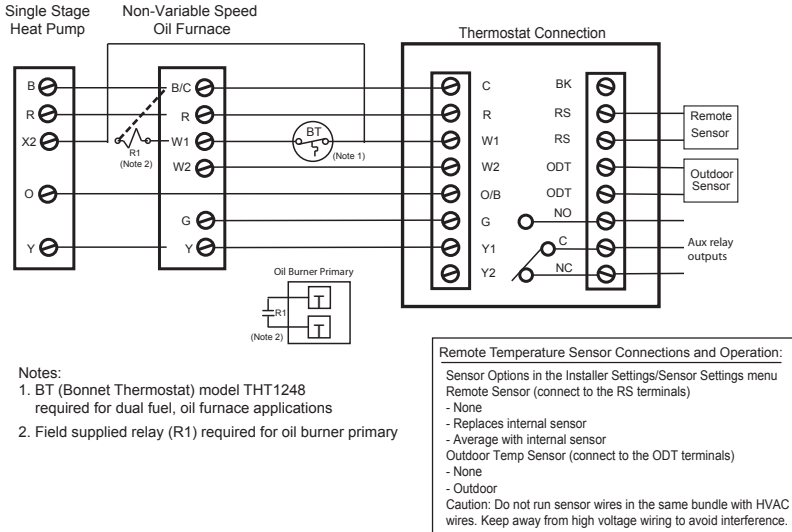 Single Stage
Heat Pump
Non-Variable Speed
Oil Furnace
Thermostat Connection
B
R
X2
O
Y
B/C
R
W1
W2
G
Y
R1
(Note 2)
BT
(Note 1)
C
R
W1
W2
O/B
G
Y1
Y2
BK
RS
RS
ODT
ODT
NO
C
NC
Remote
Sensor
Outdoor
Sensor
Aux relay
outputs
Oil Burner Primary
R1
(Note 2)
T
T
Notes:
1. BT (Bonnet Thermostat) model THT1248
required for dual fuel, oil furnace applications
2. Field supplied relay (R1) required for oil burner primary
Remote Temperature Sensor Connections and Operation:
Sensor Options in the Installer Settings/Sensor Settings menu
Remote Sensor (connect to the RS terminals)
- None
- Replaces internal sensor
- Average with internal sensor
Outdoor Temp Sensor (connect to the ODT terminals)
- None
- Outdoor
Caution: Do not run sensor wires in the same bundle with HVAC
wires. Keep away from high voltage wiring to avoid interference.